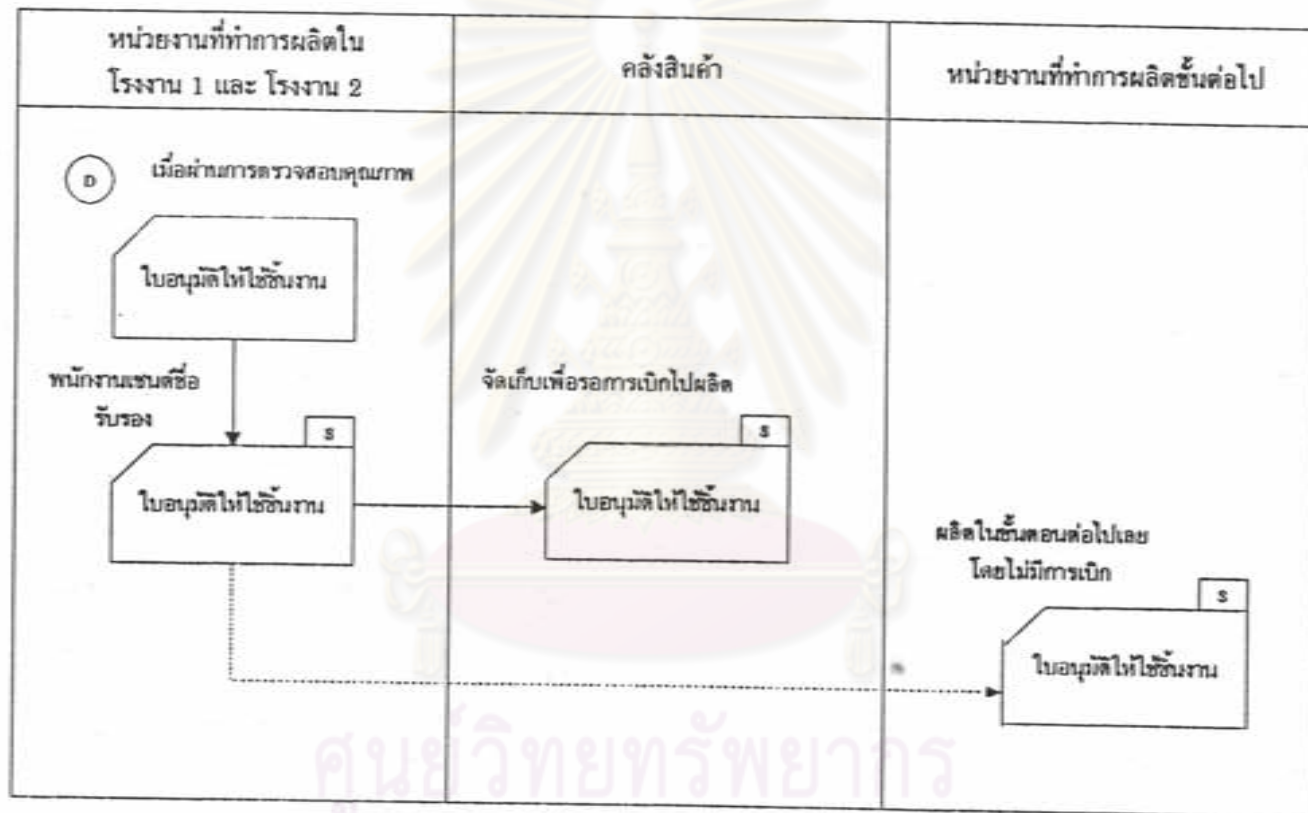 หน่วยงานที่ทำการผลิตใน
โรงงาน 1 และ โรงงาน 2
คลังสินค้า
หน่วยงานที่ทำการผลิตขั้นต่อไป
D
เมื่อผ่านการตรวจสอบคุณภาพ
ใบอนุมัติให้ใช้ชิ้นงาน
พนักงานเซนต์ชื่อ
รับรอง
S
ใบอนุมัติให้ใช้ชิ้นงาน
จัดเก็บเพื่อรอการเบิกไปผลิต
S
ใบอนุมัติให้ใช้ชิ้นงาน
ผลิตในขั้นตอนต่อไปเลย
โดยไม่มีการเบิก
S
ใบอนุมัติให้ใช้ชิ้นงาน
ศูนย์วิทยทรัพยากร